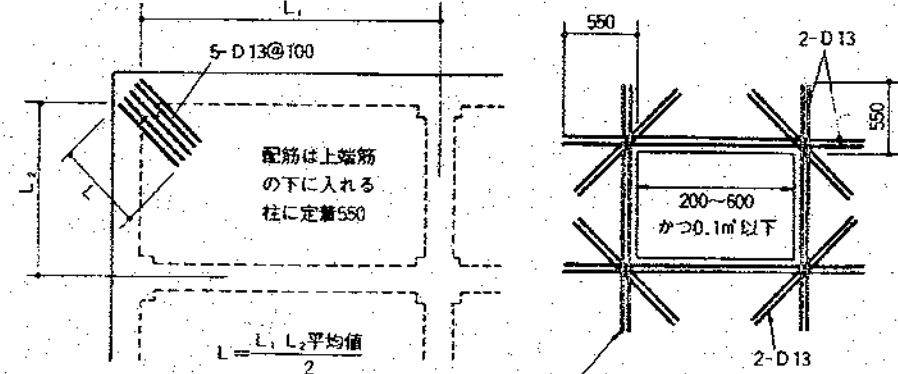 L₁
5-D13@100
L₂
L
配筋は上端筋
の下に入れる
柱に定着550
L=L₁ L₂平均値
2
550
2-D13
550
200～600
かつ0.1㎡以下
2-D13